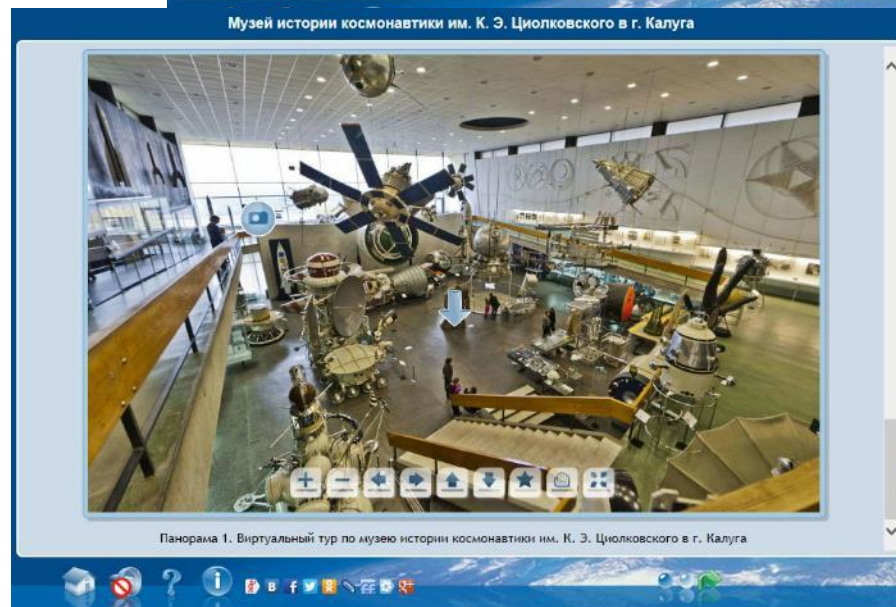 Музей истории космонавтики им. К. Э. Циолковского в г. Калуга
Панорама 1. Виртуальный тур по музею истории космонавтики им. К. Э. Циолковского в г. Калуга